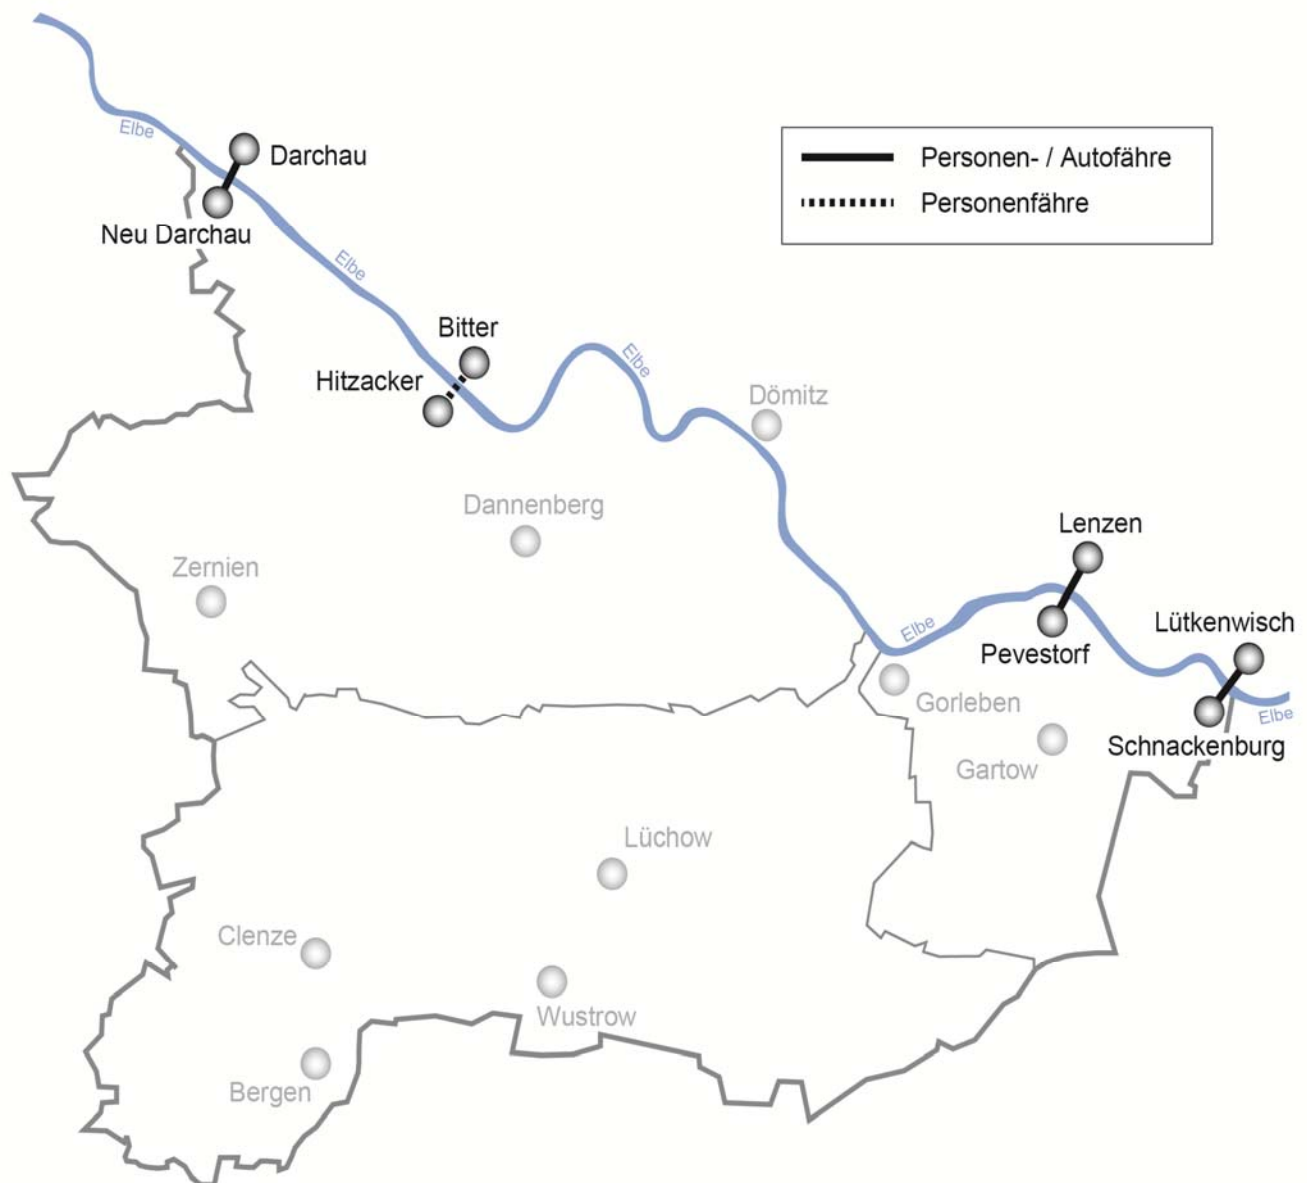 Elbe
Darchau
Neu Darchau
Personen- / Autofähre
Personenfähre
Elbe
Bitter
Hitzacker
Elbe
Dömitz
Dannenberg
Zernien
Lenzen
Pevestorf
Elbe
Lütkenwisch
Gorleben
Schnackenburg
Elbe
Gartow
Lüchow
Clenze
Wustrow
Bergen